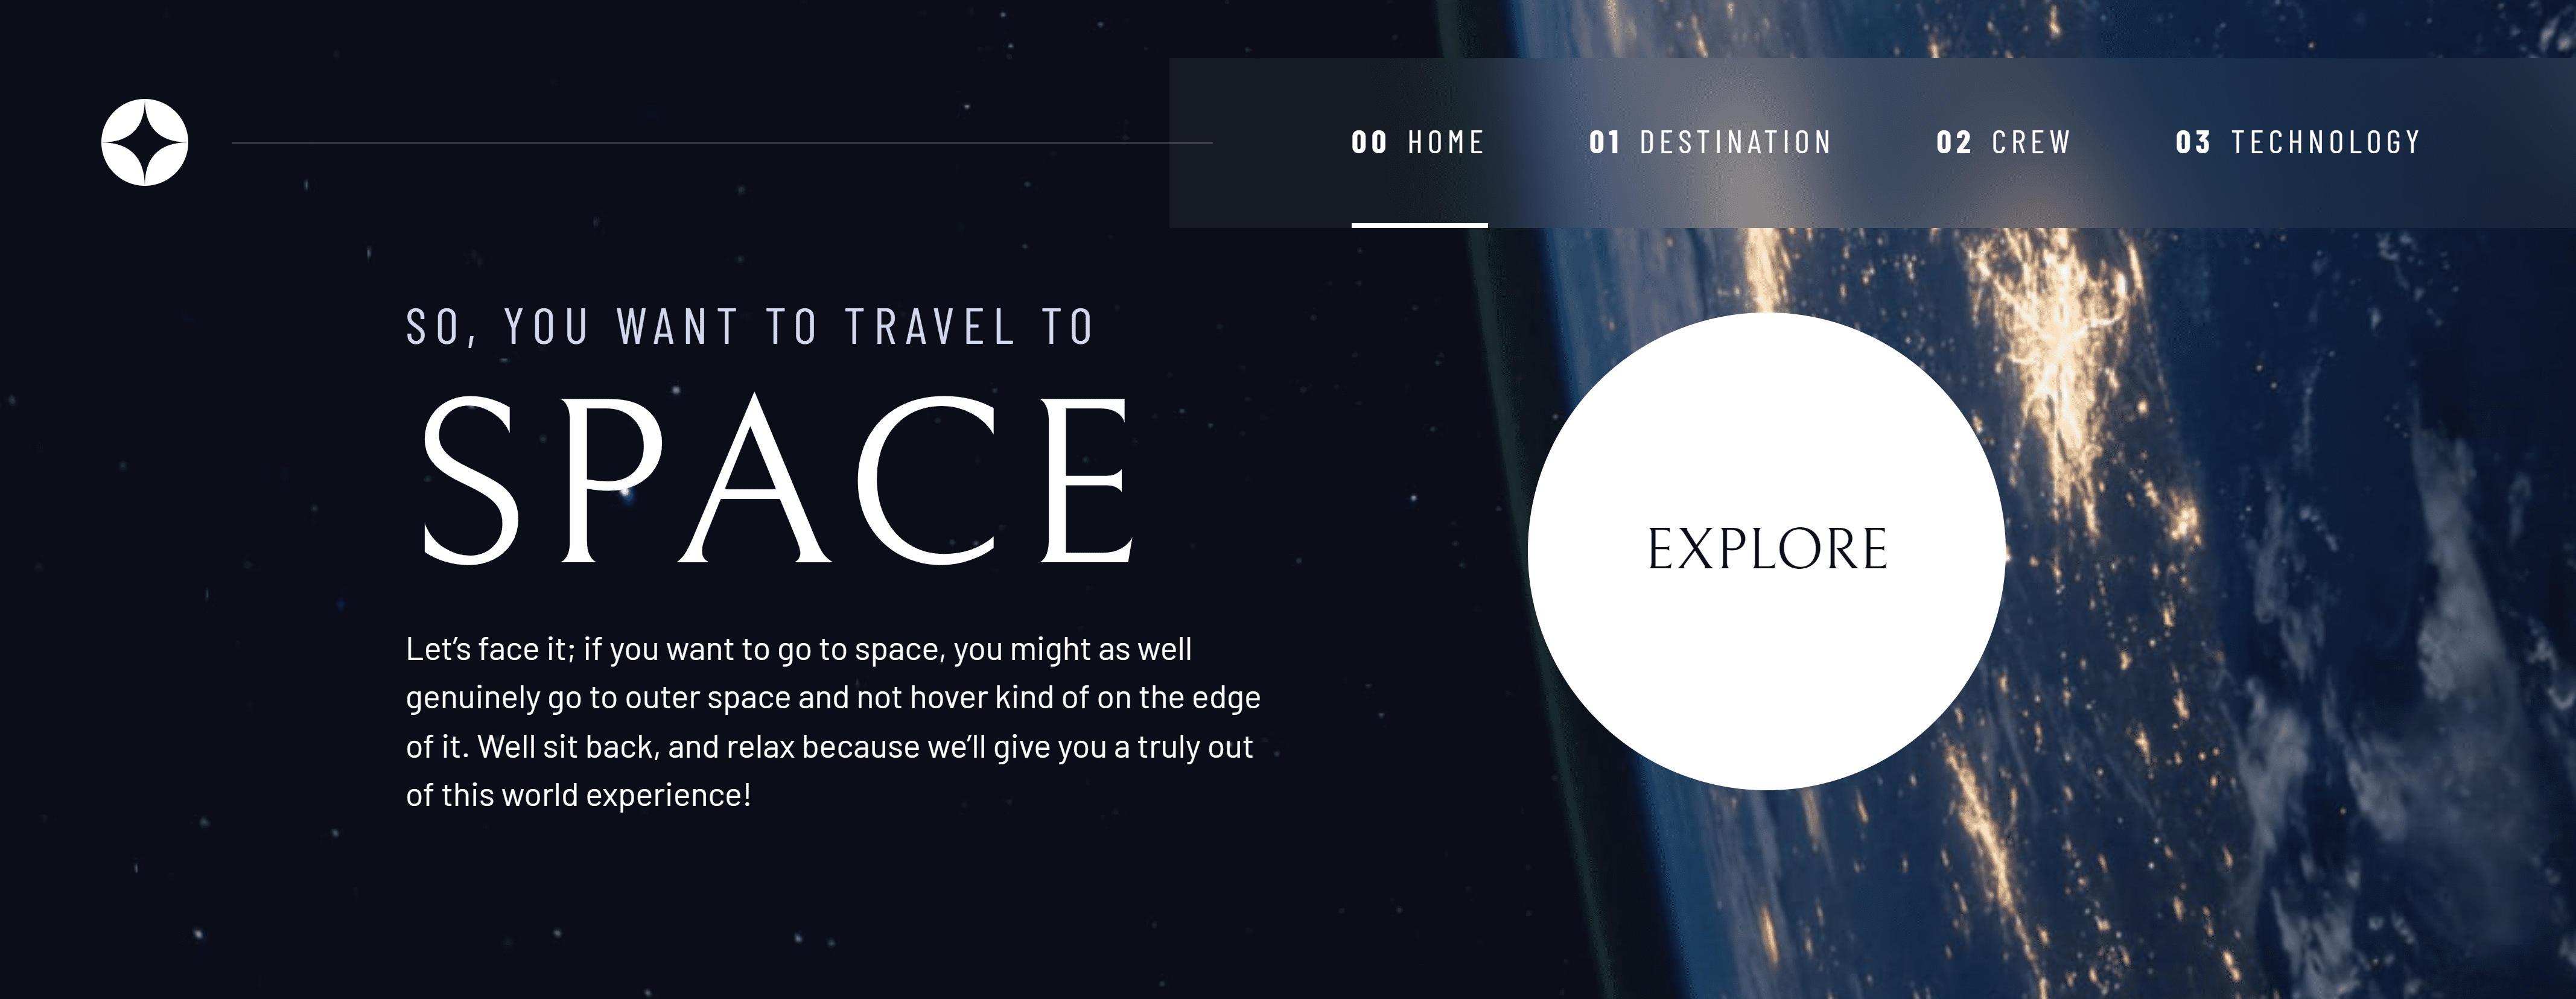 00 HOME 01 DESTINATION 02 CREW 03 TECHNOLOGY
SO, YOU WANT TO TRAVEL TO
SPACE
Let’s face it; if you want to go to space, you might as well
genuinely go to outer space and not hover kind of on the edge
of it. Well sit back, and relax because we’ll give you a truly out
of this world experience!
EXPLORE